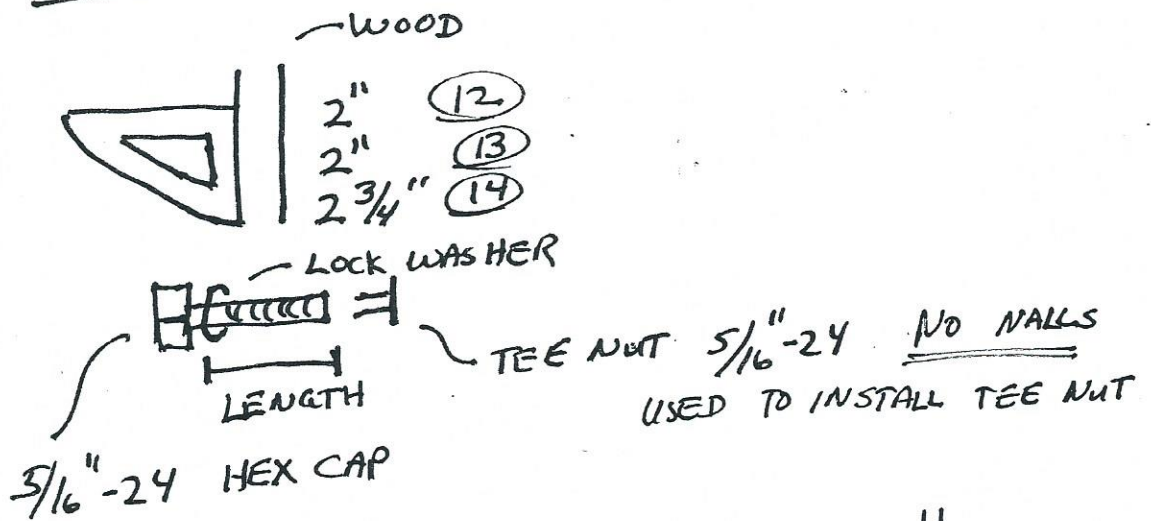 WOOD
2" 12
2" 13
2 3/4" 14
LOCK WASHER
TEE NUT 5/16"-24 NO NALLS
USED TO INSTALL TEE NUT
LENGTH
5/16"-24 HEX CAP